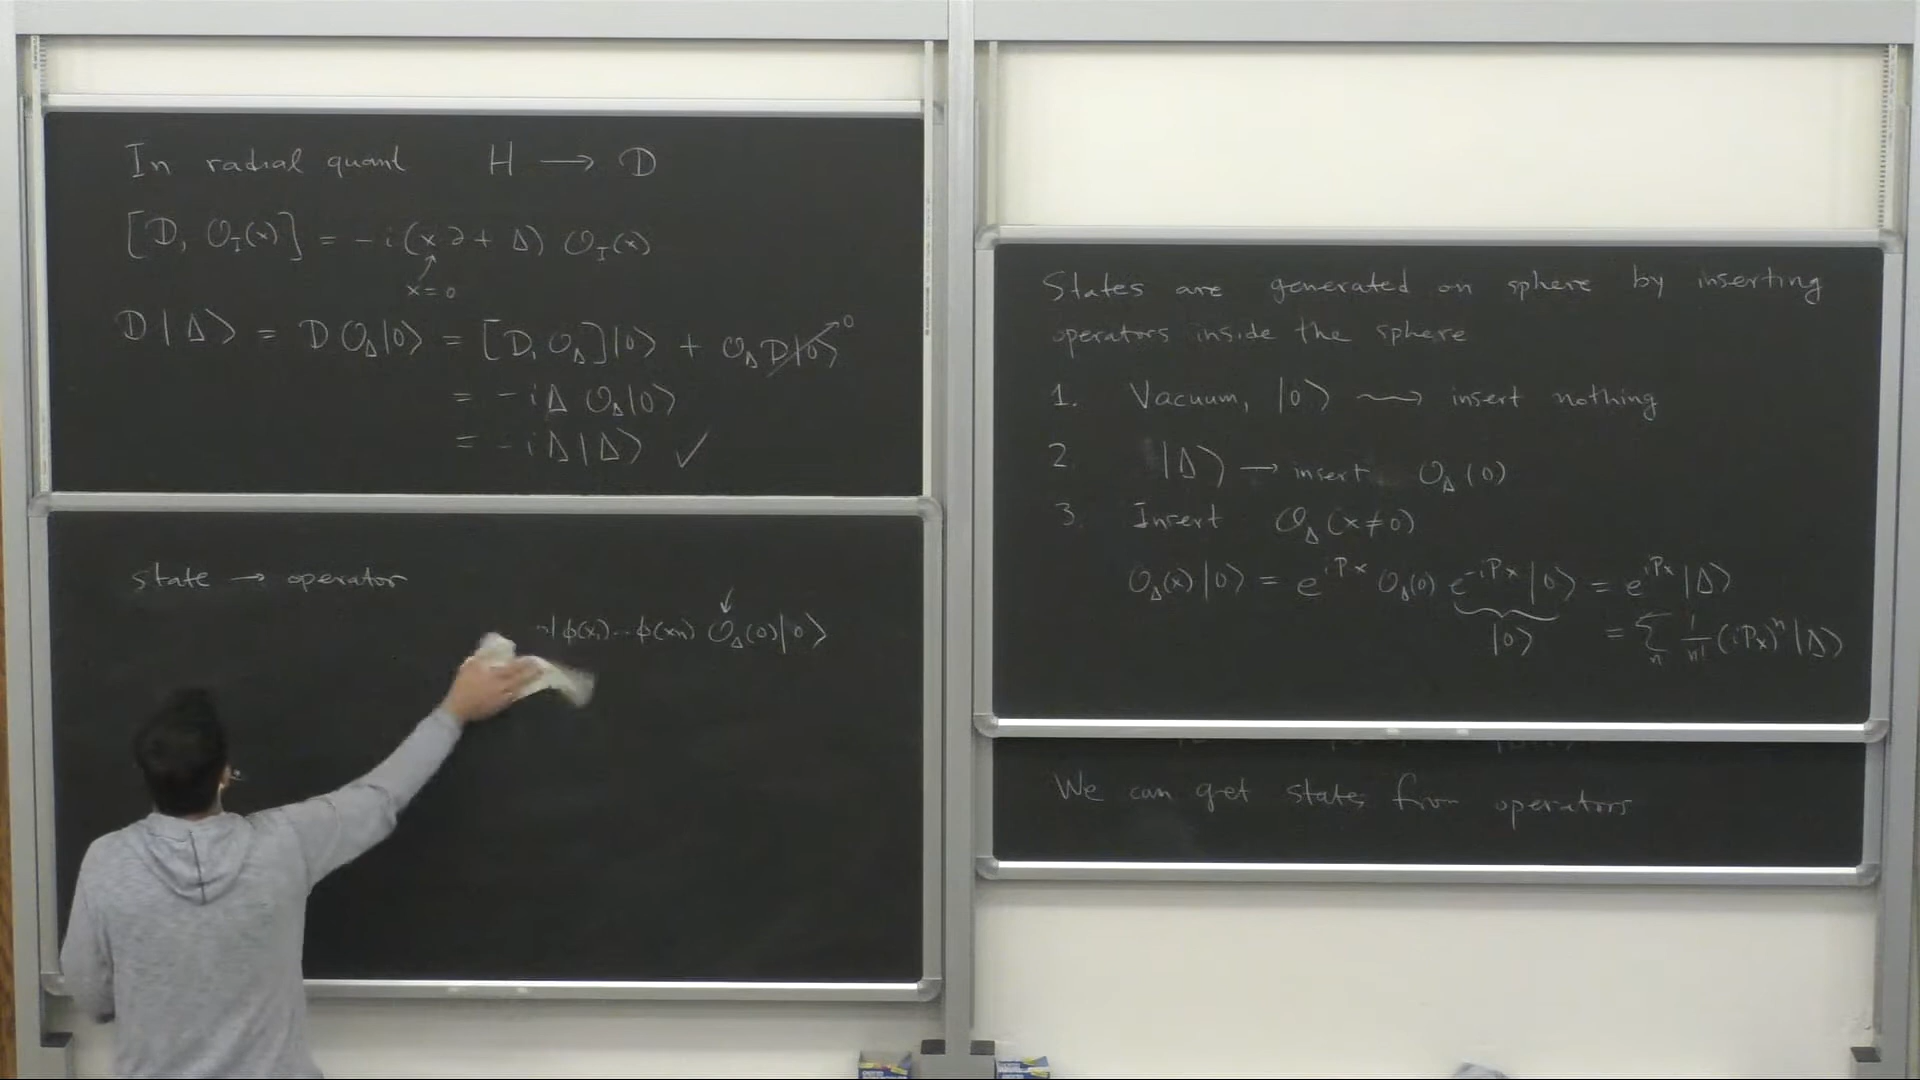 In radial quant H → D
[D, O_I(x)] = -i (x ∂ + Δ) O_I(x)
x=0
D|Δ⟩ = D O_Δ|0⟩ = [D, O_Δ]|0⟩ + O_Δ D|0⟩ 0
= -iΔ O_Δ|0⟩
= -iΔ|Δ⟩ ✓
state → operator
|ϕ(x₁)...ϕ(xn) O_Δ(0)|0⟩
States are generated on sphere by inserting
operators inside the sphere
1. Vacuum, |0⟩ ⟿ insert nothing
2 |Δ⟩ → insert O_Δ(0)
3. Insert O_Δ(x≠0)
O_Δ(x)|0⟩ = e^{iPx} O_Δ(0) e^{-iPx}|0⟩ = e^{iPx}|Δ⟩
|0⟩ = Σ_n 1/n! (iPx)^n |Δ⟩
We can get states from operators